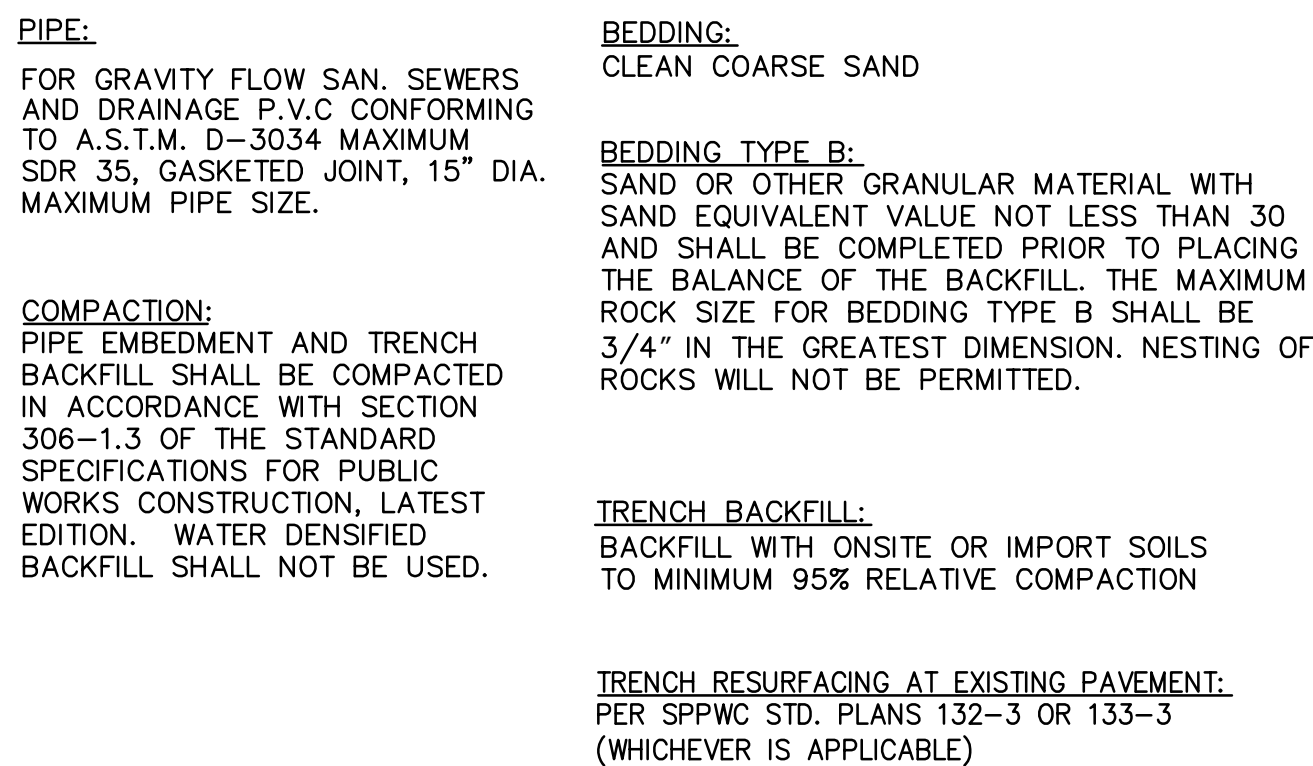 PIPE:
FOR GRAVITY FLOW SAN. SEWERS
AND DRAINAGE P.V.C CONFORMING
TO A.S.T.M. D-3034 MAXIMUM
SDR 35, GASKETED JOINT, 15" DIA.
MAXIMUM PIPE SIZE.
COMPACTION:
PIPE EMBEDMENT AND TRENCH
BACKFILL SHALL BE COMPACTED
IN ACCORDANCE WITH SECTION
306-1.3 OF THE STANDARD
SPECIFICATIONS FOR PUBLIC
WORKS CONSTRUCTION, LATEST
EDITION. WATER DENSIFIED
BACKFILL SHALL NOT BE USED.
BEDDING:
CLEAN COARSE SAND
BEDDING TYPE B:
SAND OR OTHER GRANULAR MATERIAL WITH
SAND EQUIVALENT VALUE NOT LESS THAN 30
AND SHALL BE COMPLETED PRIOR TO PLACING
THE BALANCE OF THE BACKFILL. THE MAXIMUM
ROCK SIZE FOR BEDDING TYPE B SHALL BE
3/4" IN THE GREATEST DIMENSION. NESTING OF
ROCKS WILL NOT BE PERMITTED.
TRENCH BACKFILL:
BACKFILL WITH ONSITE OR IMPORT SOILS
TO MINIMUM 95% RELATIVE COMPACTION
TRENCH RESURFACING AT EXISTING PAVEMENT:
PER SPPWC STD. PLANS 132-3 OR 133-3
(WHICHEVER IS APPLICABLE)